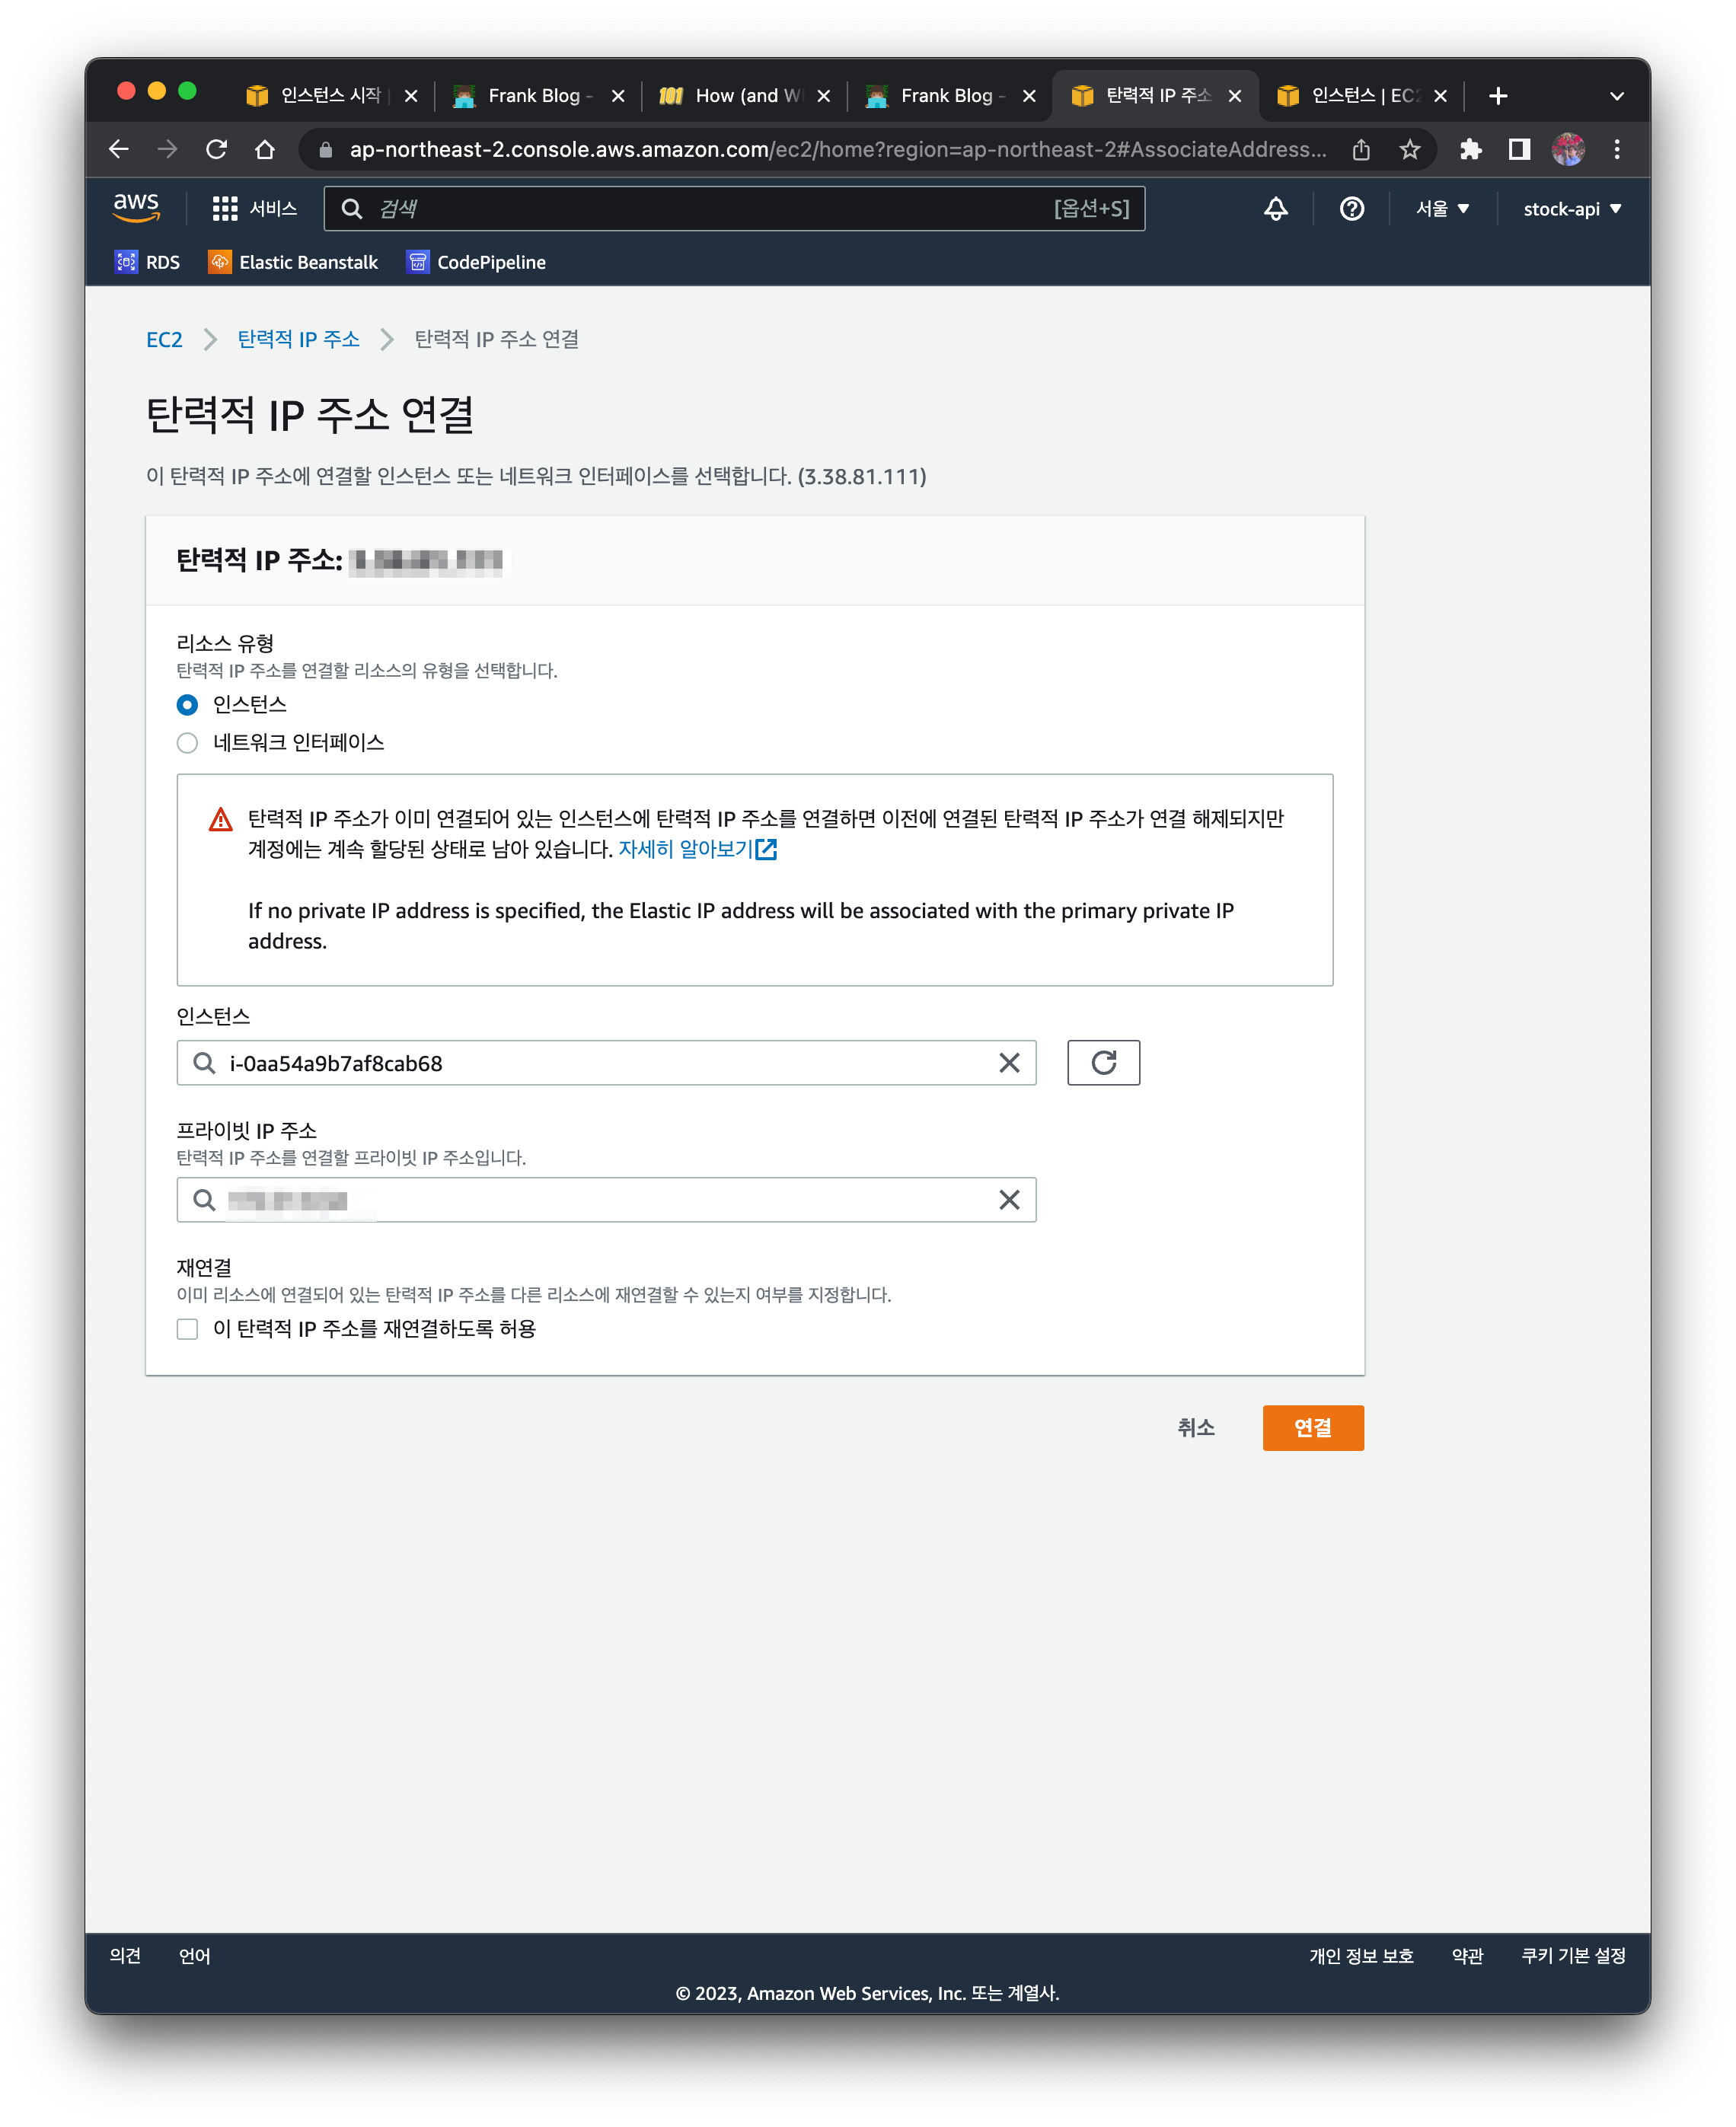 인스턴스 시작
Frank Blog -
How (and W
Frank Blog -
탄력적 IP 주소
인스턴스 | EC2
ap-northeast-2.console.aws.amazon.com/ec2/home?region=ap-northeast-2#AssociateAddress...
aws
서비스
검색
[옵션+S]
서울
stock-api
RDS
Elastic Beanstalk
CodePipeline
EC2
탄력적 IP 주소
탄력적 IP 주소 연결
탄력적 IP 주소 연결
이 탄력적 IP 주소에 연결할 인스턴스 또는 네트워크 인터페이스를 선택합니다. (3.38.81.111)
탄력적 IP 주소:
리소스 유형
탄력적 IP 주소를 연결할 리소스의 유형을 선택합니다.
인스턴스
네트워크 인터페이스
탄력적 IP 주소가 이미 연결되어 있는 인스턴스에 탄력적 IP 주소를 연결하면 이전에 연결된 탄력적 IP 주소가 연결 해제되지만
계정에는 계속 할당된 상태로 남아 있습니다. 자세히 알아보기
If no private IP address is specified, the Elastic IP address will be associated with the primary private IP
address.
인스턴스
i-0aa54a9b7af8cab68
프라이빗 IP 주소
탄력적 IP 주소를 연결할 프라이빗 IP 주소입니다.
재연결
이미 리소스에 연결되어 있는 탄력적 IP 주소를 다른 리소스에 재연결할 수 있는지 여부를 지정합니다.
이 탄력적 IP 주소를 재연결하도록 허용
취소
연결
의견
언어
개인 정보 보호
약관
쿠키 기본 설정
© 2023, Amazon Web Services, Inc. 또는 계열사.